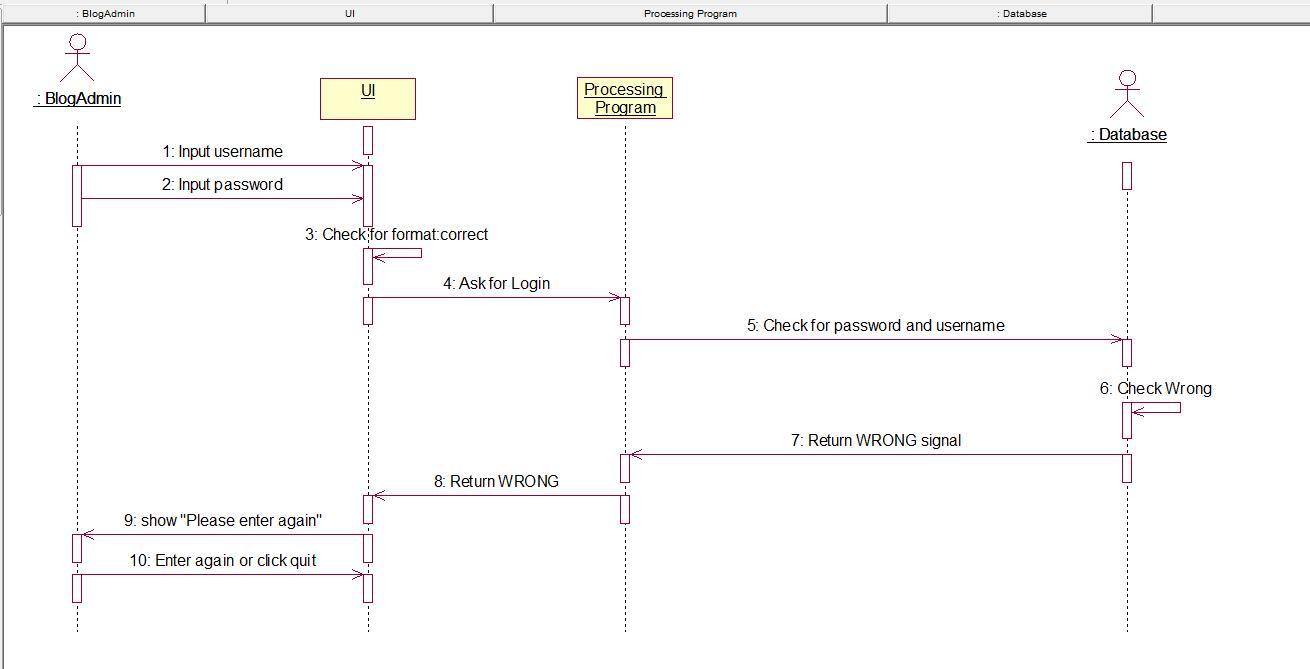 : BlogAdmin
UI
Processing Program
: Database
: BlogAdmin
UI
Processing
Program
: Database
1: Input username
2: Input password
3: Check for format:correct
4: Ask for Login
5: Check for password and username
6: Check Wrong
7: Return WRONG signal
8: Return WRONG
9: show "Please enter again"
10: Enter again or click quit